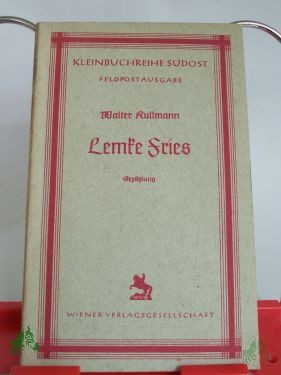 KLEINBUCHREIHE SÜDOST
FELDPOSTAUSGABE
Walter Kullmann
Lemke Fries
Erzählung
WIENER VERLAGSGESELLSCHAFT